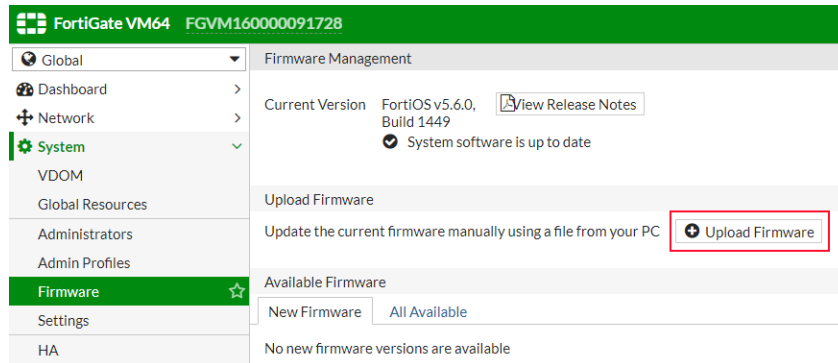 FortiGate VM64 FGVM160000091728
Global
Dashboard
Network
System
VDOM
Global Resources
Administrators
Admin Profiles
Firmware
Settings
HA
Firmware Management
Current Version FortiOS v5.6.0, View Release Notes
Build 1449
System software is up to date
Upload Firmware
Update the current firmware manually using a file from your PC Upload Firmware
Available Firmware
New Firmware All Available
No new firmware versions are available